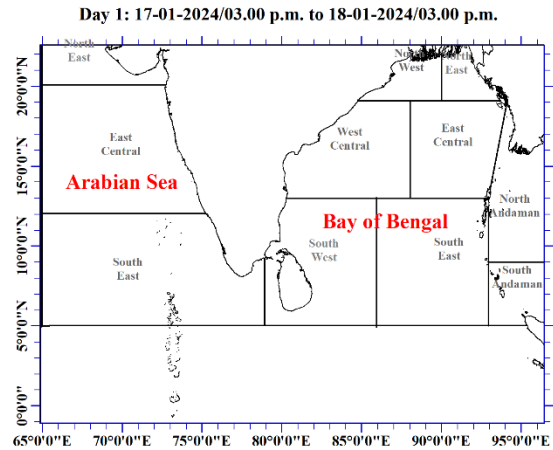 Day 1: 17-01-2024/03.00 p.m. to 18-01-2024/03.00 p.m.
North
East
North
West
North
East
20°0'0"N
East
Central
West
Central
East
Central
15°0'0"N
Arabian Sea
North
Andaman
Bay of Bengal
10°0'0"N
South
East
South
West
South
East
South
Andaman
5°0'0"N
0°0'0"
65°0'0"E 70°0'0"E 75°0'0"E 80°0'0"E 85°0'0"E 90°0'0"E 95°0'0"E